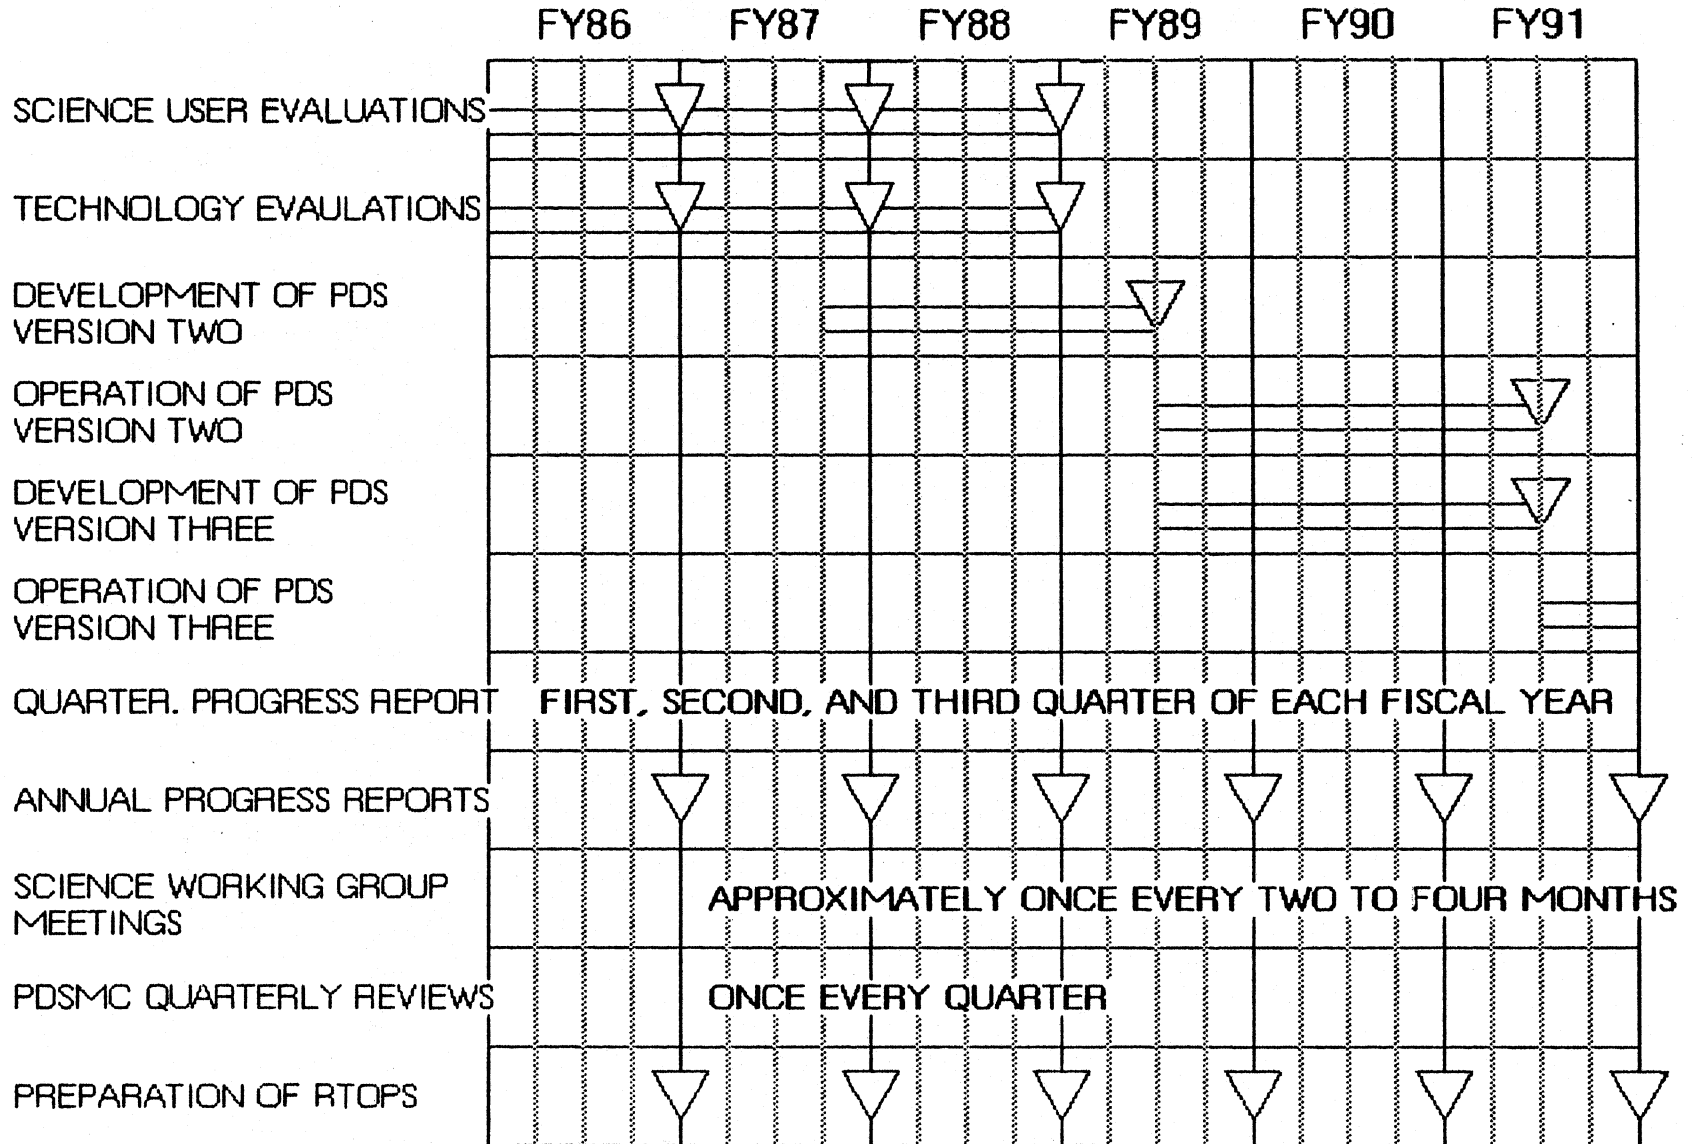 FY86 FY87 FY88 FY89 FY90 FY91
SCIENCE USER EVALUATIONS
TECHNOLOGY EVAULATIONS
DEVELOPMENT OF PDS
VERSION TWO
OPERATION OF PDS
VERSION TWO
DEVELOPMENT OF PDS
VERSION THREE
OPERATION OF PDS
VERSION THREE
QUARTER. PROGRESS REPORT FIRST, SECOND, AND THIRD QUARTER OF EACH FISCAL YEAR
ANNUAL PROGRESS REPORTS
SCIENCE WORKING GROUP
MEETINGS
APPROXIMATELY ONCE EVERY TWO TO FOUR MONTHS
PDSMC QUARTERLY REVIEWS ONCE EVERY QUARTER
PREPARATION OF RTOPS